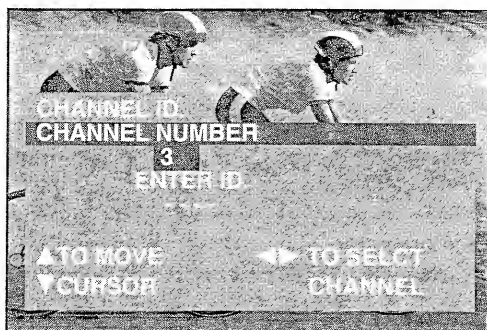 CHANNEL ID.
CHANNEL NUMBER
3
ENTER ID.
----
▲TO MOVE ◀▶ TO SELCT
▼CURSOR CHANNEL